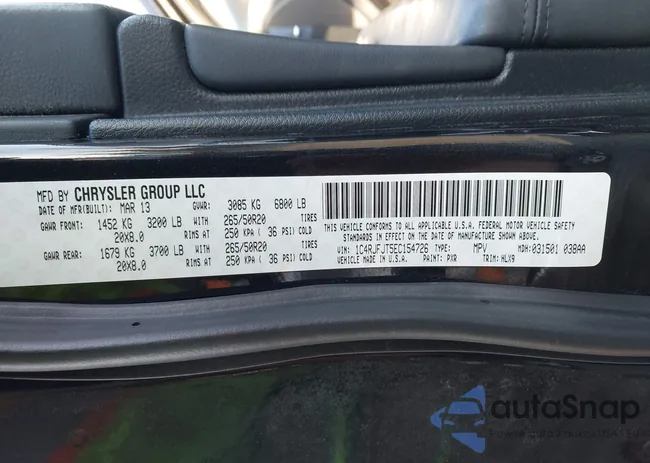 MFD BY CHRYSLER GROUP LLC
DATE OF MFR(BUILT): MAR 13 GVWR: 3085 KG 6800 LB
GAWR FRONT: 1452 KG 3200 LB WITH 265/50R20 TIRES
20X8.0 RIMS AT 250 KPA ( 36 PSI) COLD
GAWR REAR: 1679 KG 3700 LB WITH 265/50R20 TIRES
20X8.0 RIMS AT 250 KPA ( 36 PSI) COLD
THIS VEHICLE CONFORMS TO ALL APPLICABLE U.S.A. FEDERAL MOTOR VEHICLE SAFETY
STANDARDS IN EFFECT ON THE DATE OF MANUFACTURE SHOWN ABOVE.
VIN: 1C4RJFJT5EC154726 TYPE: MPV MDH:031501 038AA
VEHICLE MADE IN U.S.A. PAINT: PXR TRIM: HLX9
autoSnap